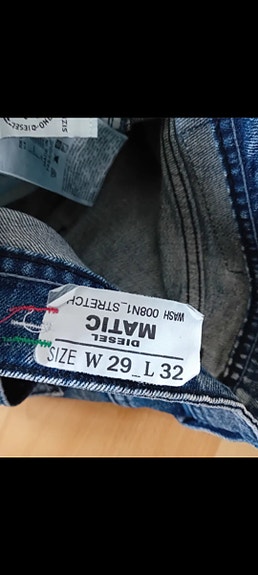 SIZE W 29_L 32
DIESEL
MATIC
WASH 008N1_STRETCH